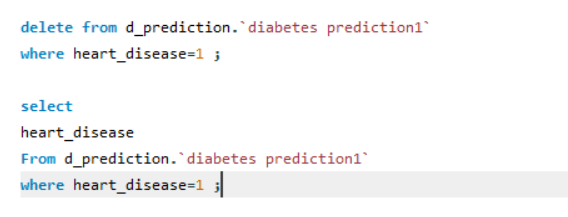 delete from d_prediction.`diabetes prediction1`
where heart_disease=1 ;
select
heart_disease
From d_prediction.`diabetes prediction1`
where heart_disease=1 ;